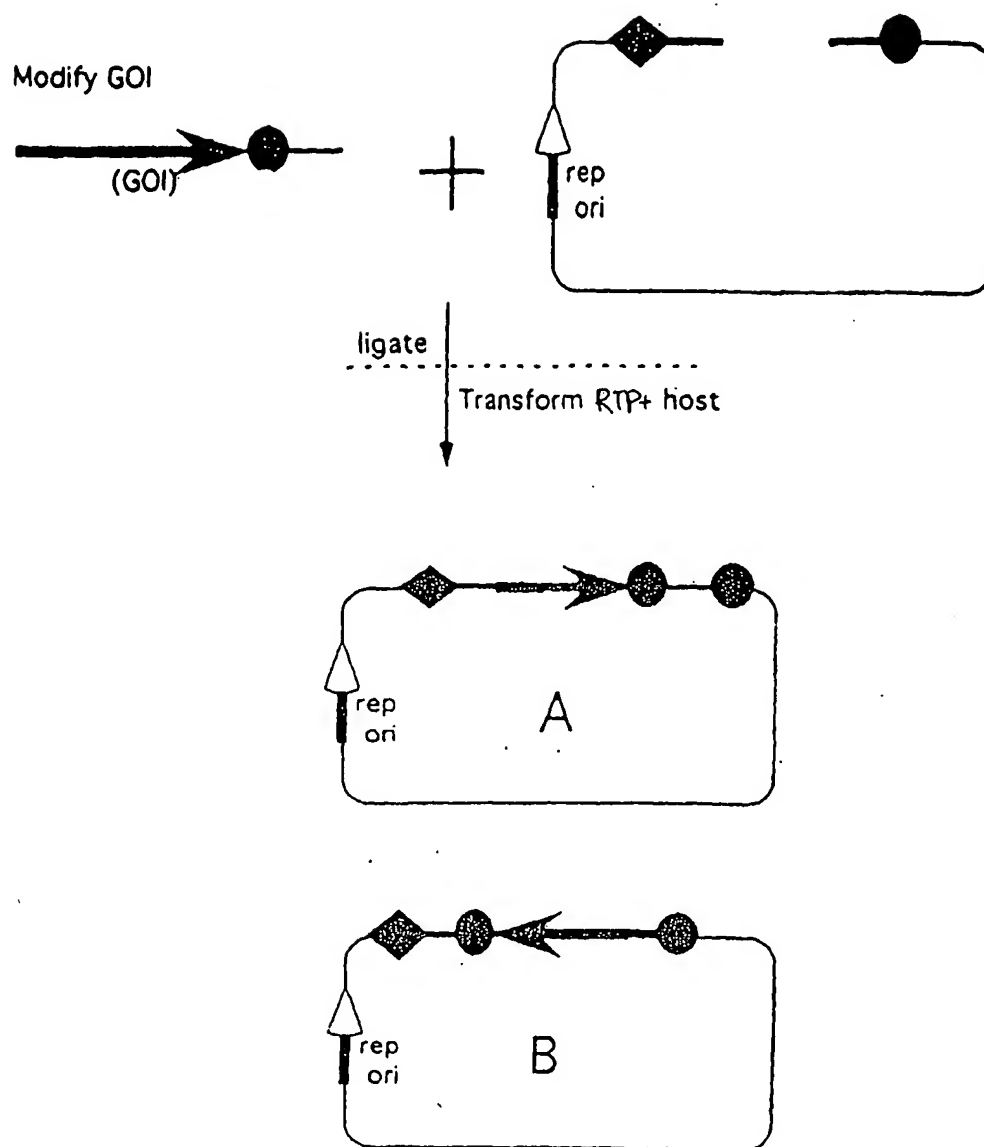 Modify GOI
(GOI)
rep
ori
ligate
Transform RTP+ host
rep
ori
A
rep
ori
B